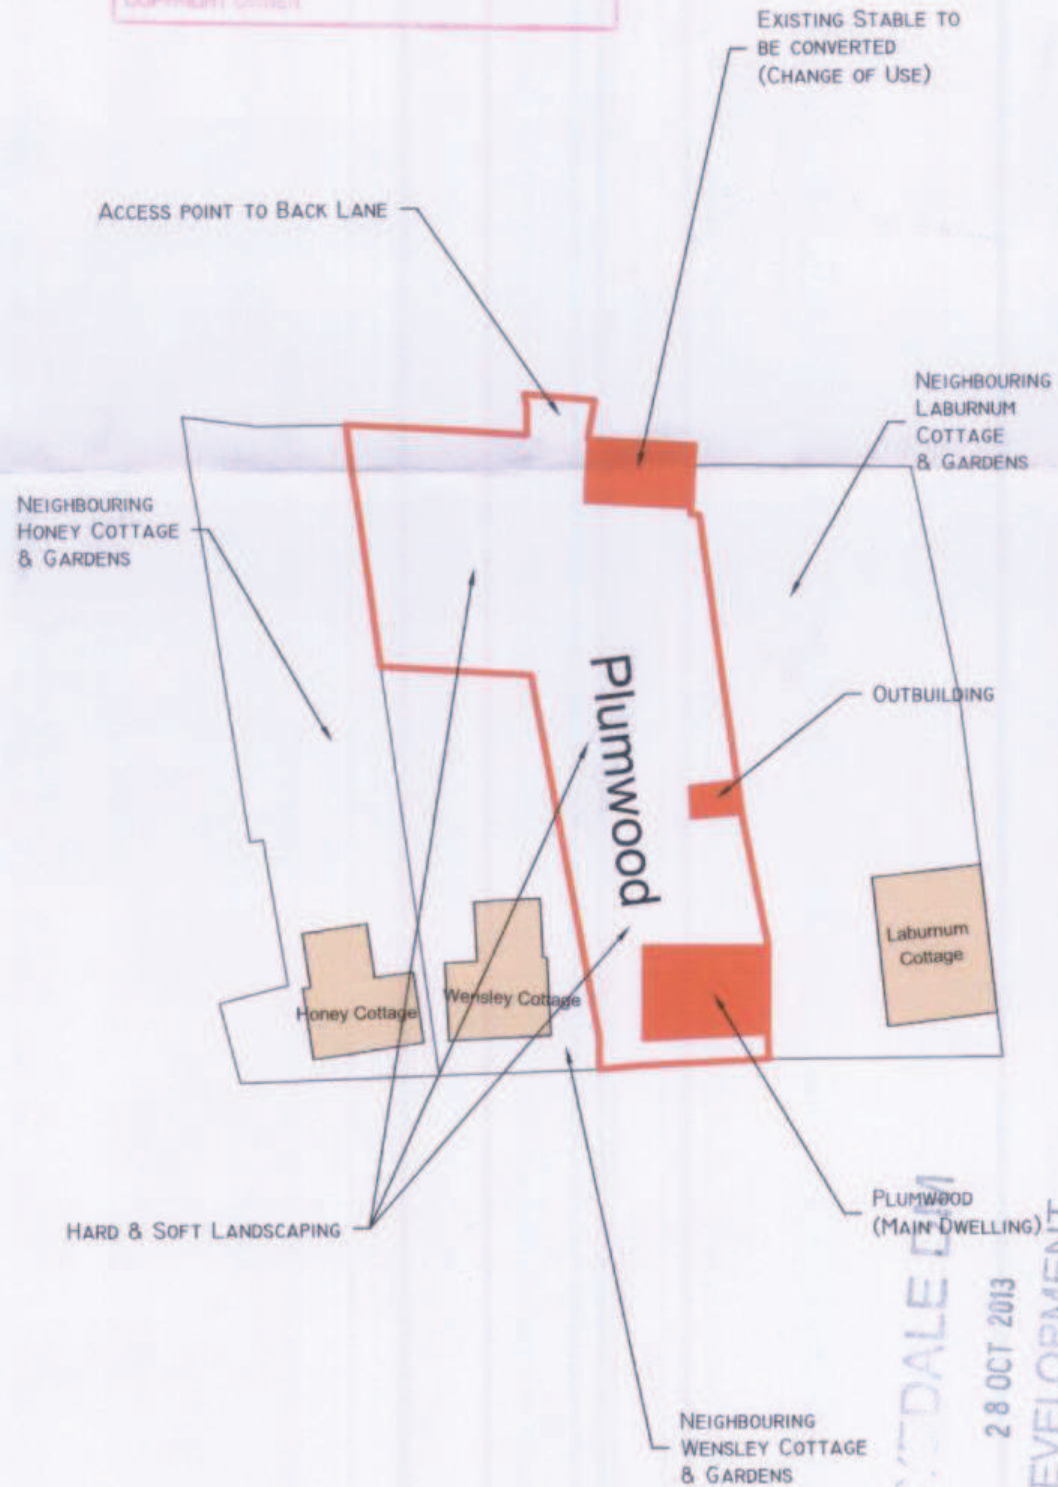 COPYRIGHT OWNER
EXISTING STABLE TO
BE CONVERTED
(CHANGE OF USE)
ACCESS POINT TO BACK LANE
NEIGHBOURING
LABURNUM
COTTAGE
& GARDENS
NEIGHBOURING
HONEY COTTAGE
& GARDENS
Plumwood
OUTBUILDING
Laburnum
Cottage
Honey Cottage
Wensley Cottage
HARD & SOFT LANDSCAPING
PLUMWOOD
(MAIN DWELLING)
NEIGHBOURING
WENSLEY COTTAGE
& GARDENS
28 OCT 2013